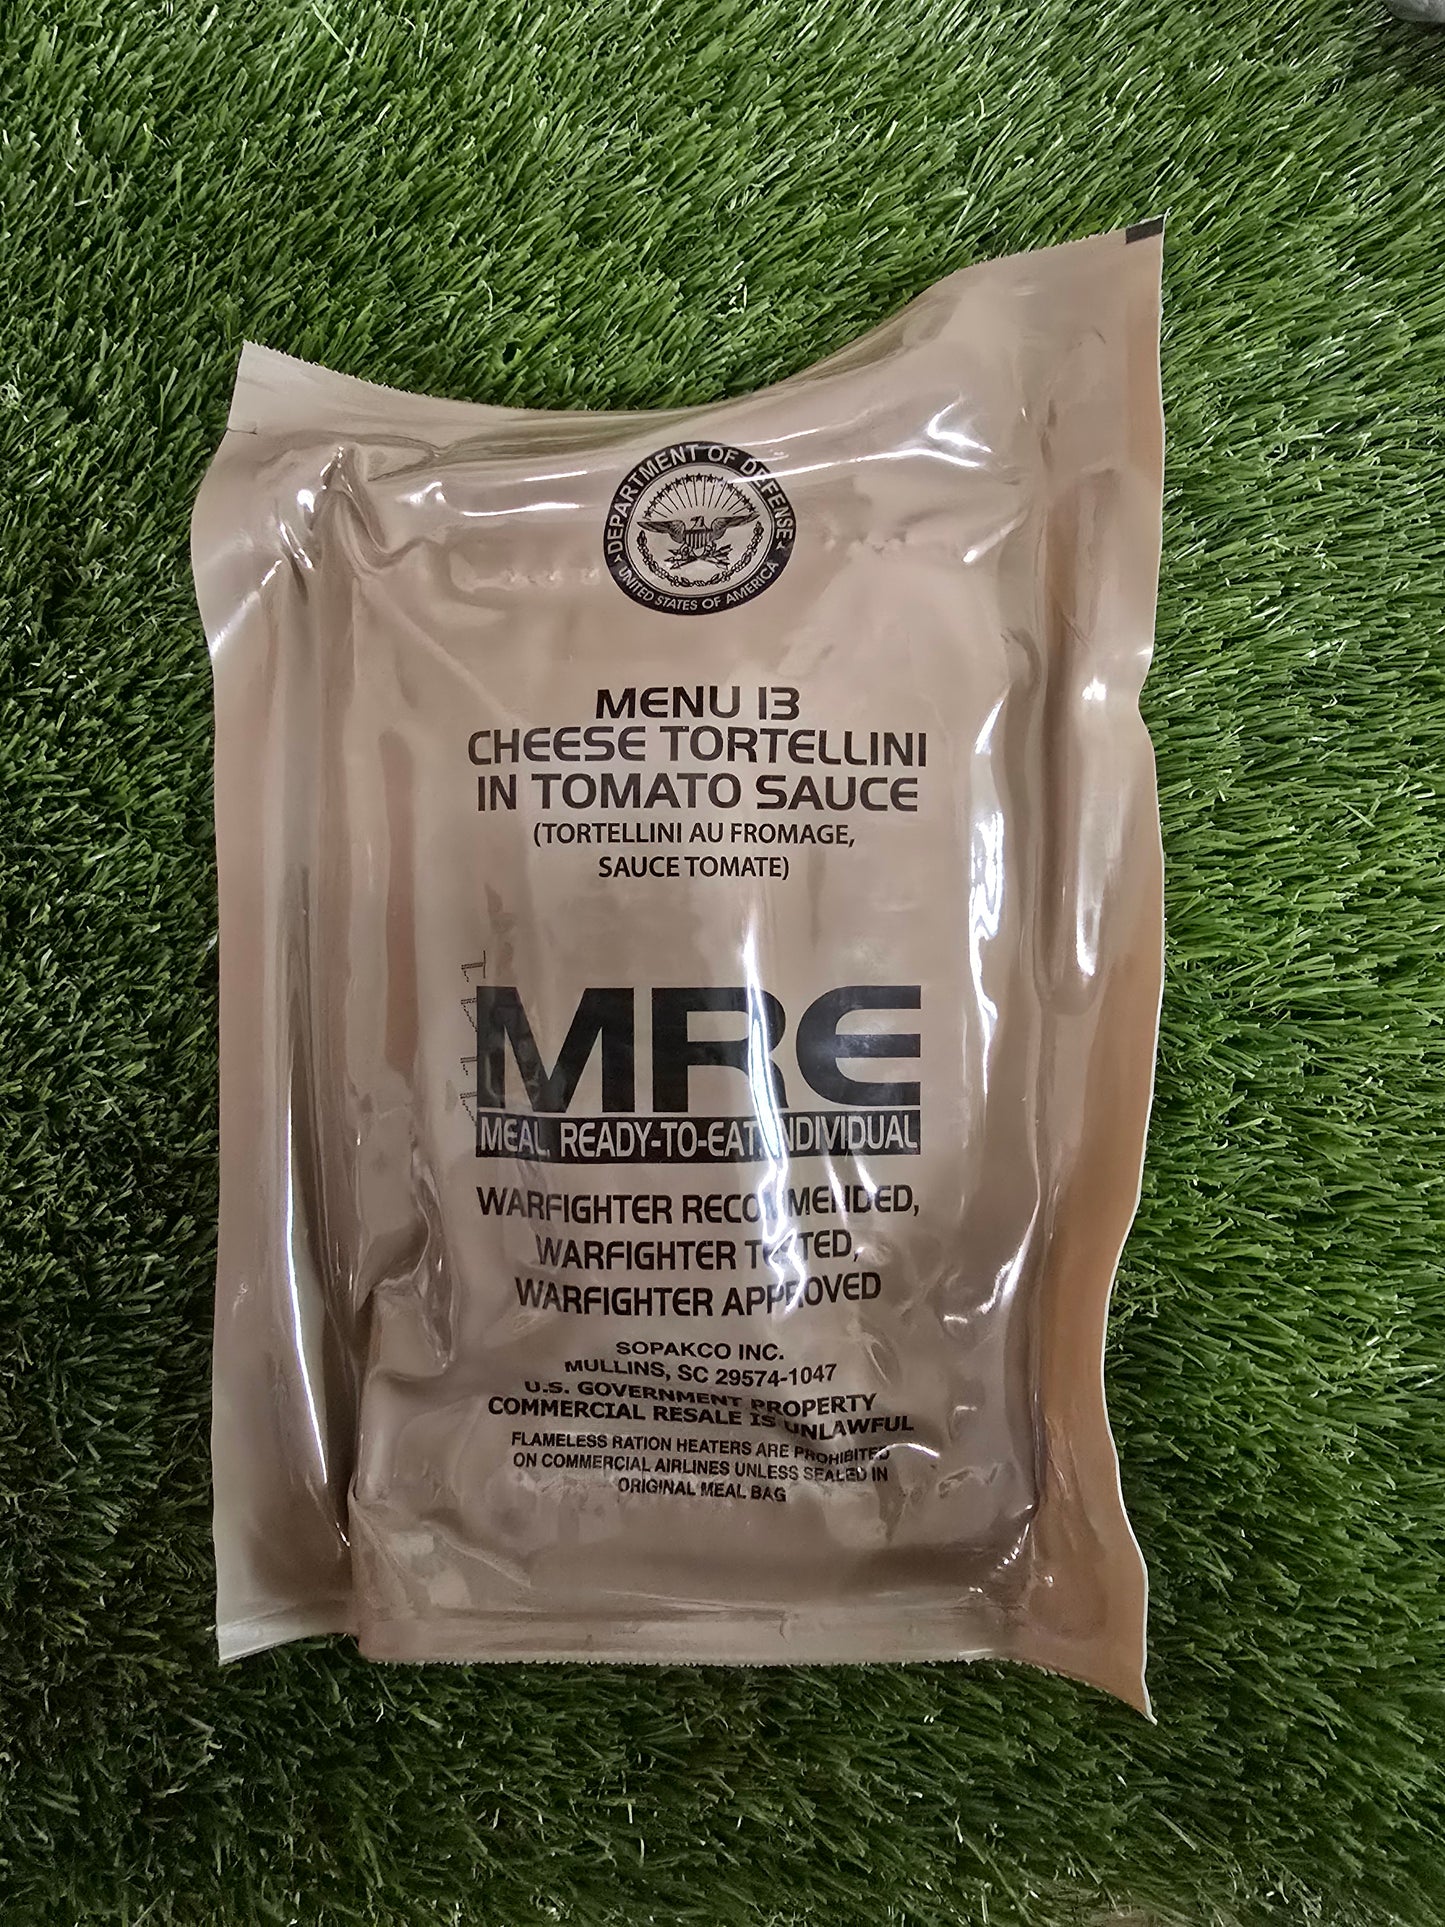 DEPARTMENT OF DEFENSE
UNITED STATES OF AMERICA
MENU 13
CHEESE TORTELLINI
IN TOMATO SAUCE
(TORTELLINI AU FROMAGE,
SAUCE TOMATE)
MRE
MEAL, READY-TO-EAT, INDIVIDUAL
WARFIGHTER RECOMMENDED,
WARFIGHTER TESTED,
WARFIGHTER APPROVED
SOPAKCO INC.
MULLINS, SC 29574-1047
U.S. GOVERNMENT PROPERTY
COMMERCIAL RESALE IS UNLAWFUL
FLAMELESS RATION HEATERS ARE PROHIBITED
ON COMMERCIAL AIRLINES UNLESS SEALED IN
ORIGINAL MEAL BAG